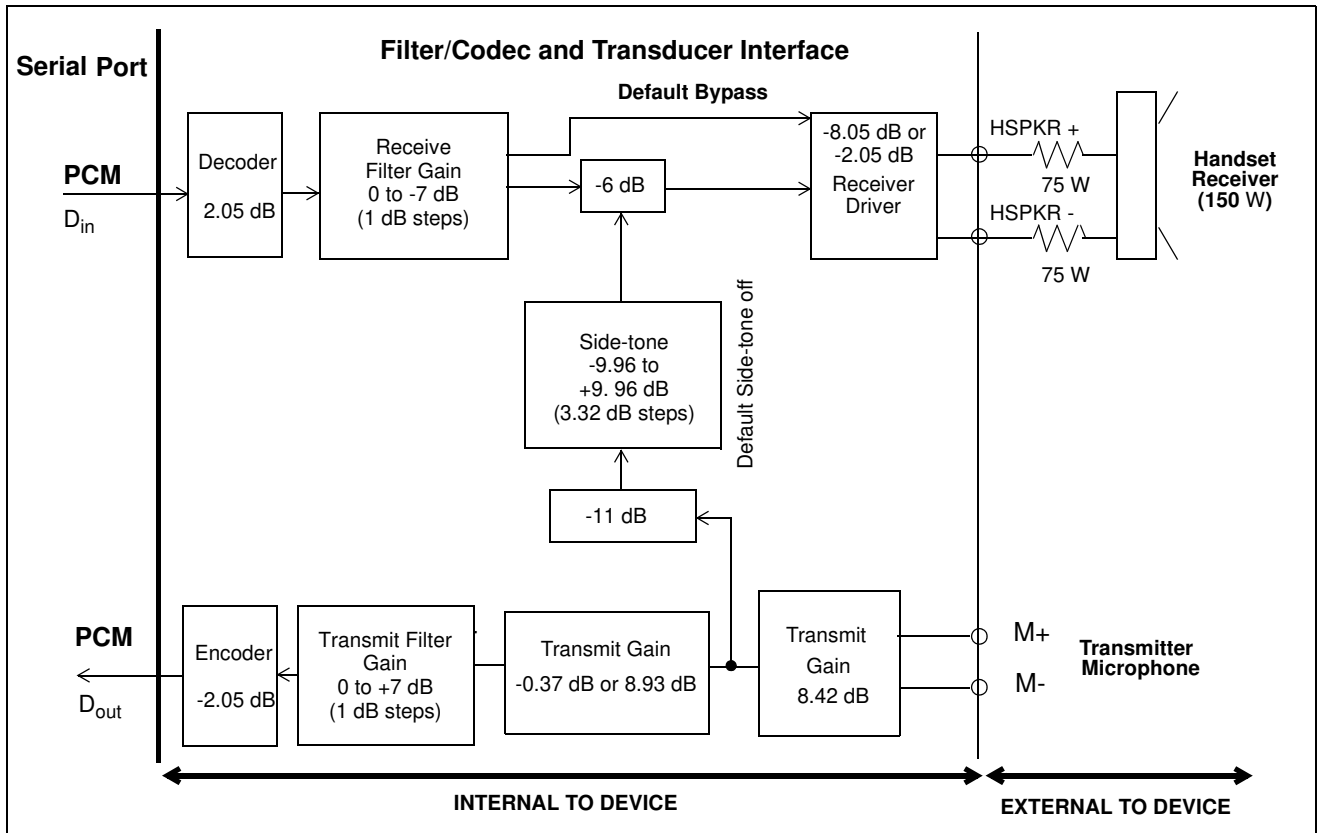 Filter/Codec and Transducer Interface
Serial Port
Default Bypass
PCM
Din
Decoder
2.05 dB
Receive
Filter Gain
0 to -7 dB
(1 dB steps)
-6 dB
-8.05 dB or
-2.05 dB
Receiver
Driver
HSPKR +
75 W
HSPKR -
75 W
Handset
Receiver
(150 W)
Side-tone
-9.96 to
+9. 96 dB
(3.32 dB steps)
Default Side-tone off
-11 dB
PCM
Dout
Encoder
-2.05 dB
Transmit Filter
Gain
0 to +7 dB
(1 dB steps)
Transmit Gain
-0.37 dB or 8.93 dB
Transmit
Gain
8.42 dB
M+
M-
Transmitter
Microphone
INTERNAL TO DEVICE
EXTERNAL TO DEVICE